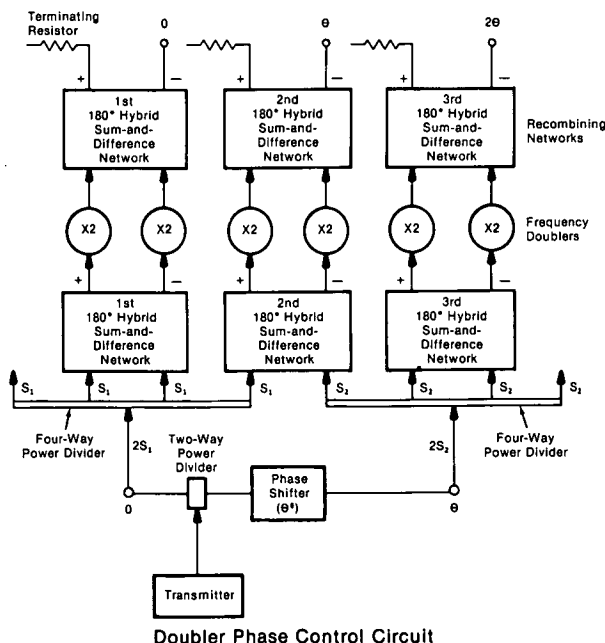 Terminating
Resistor
0
θ
2θ
+
−
+
−
+
−
1st
180° Hybrid
Sum-and-
Difference
Network
2nd
180° Hybrid
Sum-and-
Difference
Network
3rd
180° Hybrid
Sum-and-
Difference
Network
Recombining
Networks
X2
X2
X2
X2
X2
X2
Frequency
Doublers
+
−
+
−
+
−
1st
180° Hybrid
Sum-and-
Difference
Network
2nd
180° Hybrid
Sum-and-
Difference
Network
3rd
180° Hybrid
Sum-and-
Difference
Network
S₁
S₁
S₁
S₁
S₂
S₂
S₂
S₂
Four-Way
Power Divider
2S₁
Two-Way
Power
Divider
2S₂
Four-Way
Power Divider
Phase
Shifter
(θ°)
0
θ
Transmitter
Doubler Phase Control Circuit